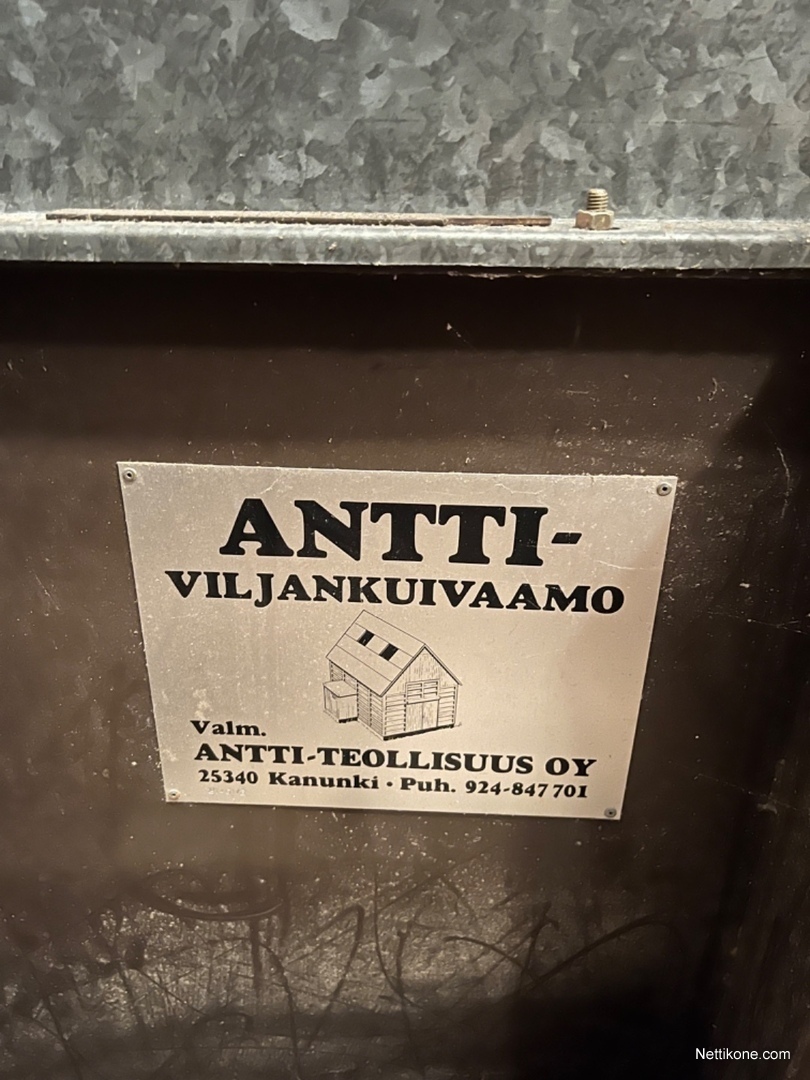 ANTTI-
VILJANKUIVAAMO
Valm.
ANTTI-TEOLLISUUS OY
25340 Kanunki • Puh. 924-847 701
Nettikone.com